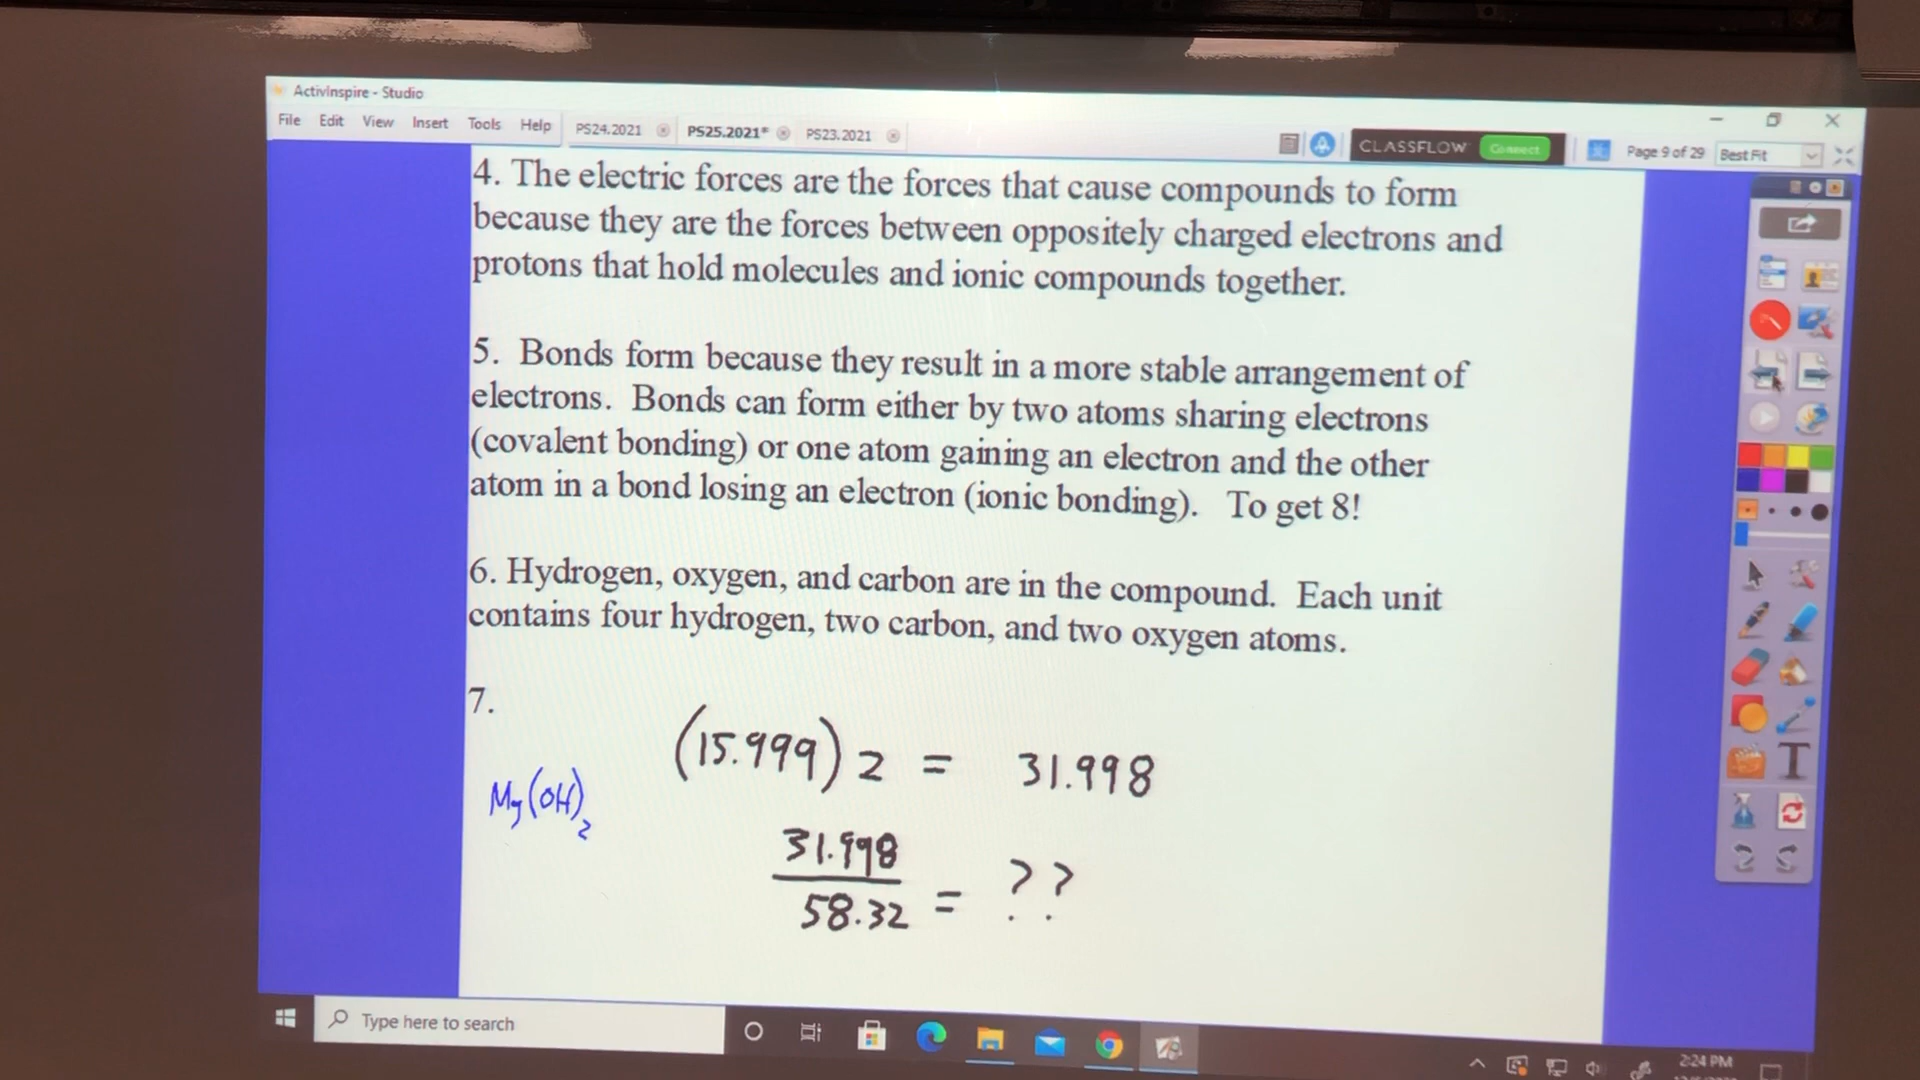 ActivInspire - Studio
File Edit View Insert Tools Help
PS24.2021 PS25.2021* PS23.2021
CLASSFLOW Connect
Page 9 of 29 Best Fit
4. The electric forces are the forces that cause compounds to form
because they are the forces between oppositely charged electrons and
protons that hold molecules and ionic compounds together.
5. Bonds form because they result in a more stable arrangement of
electrons. Bonds can form either by two atoms sharing electrons
(covalent bonding) or one atom gaining an electron and the other
atom in a bond losing an electron (ionic bonding). To get 8!
6. Hydrogen, oxygen, and carbon are in the compound. Each unit
contains four hydrogen, two carbon, and two oxygen atoms.
7.
(15.999) 2 = 31.998
Mg(OH)2
31.998
58.32 = ??
Type here to search
2:24 PM